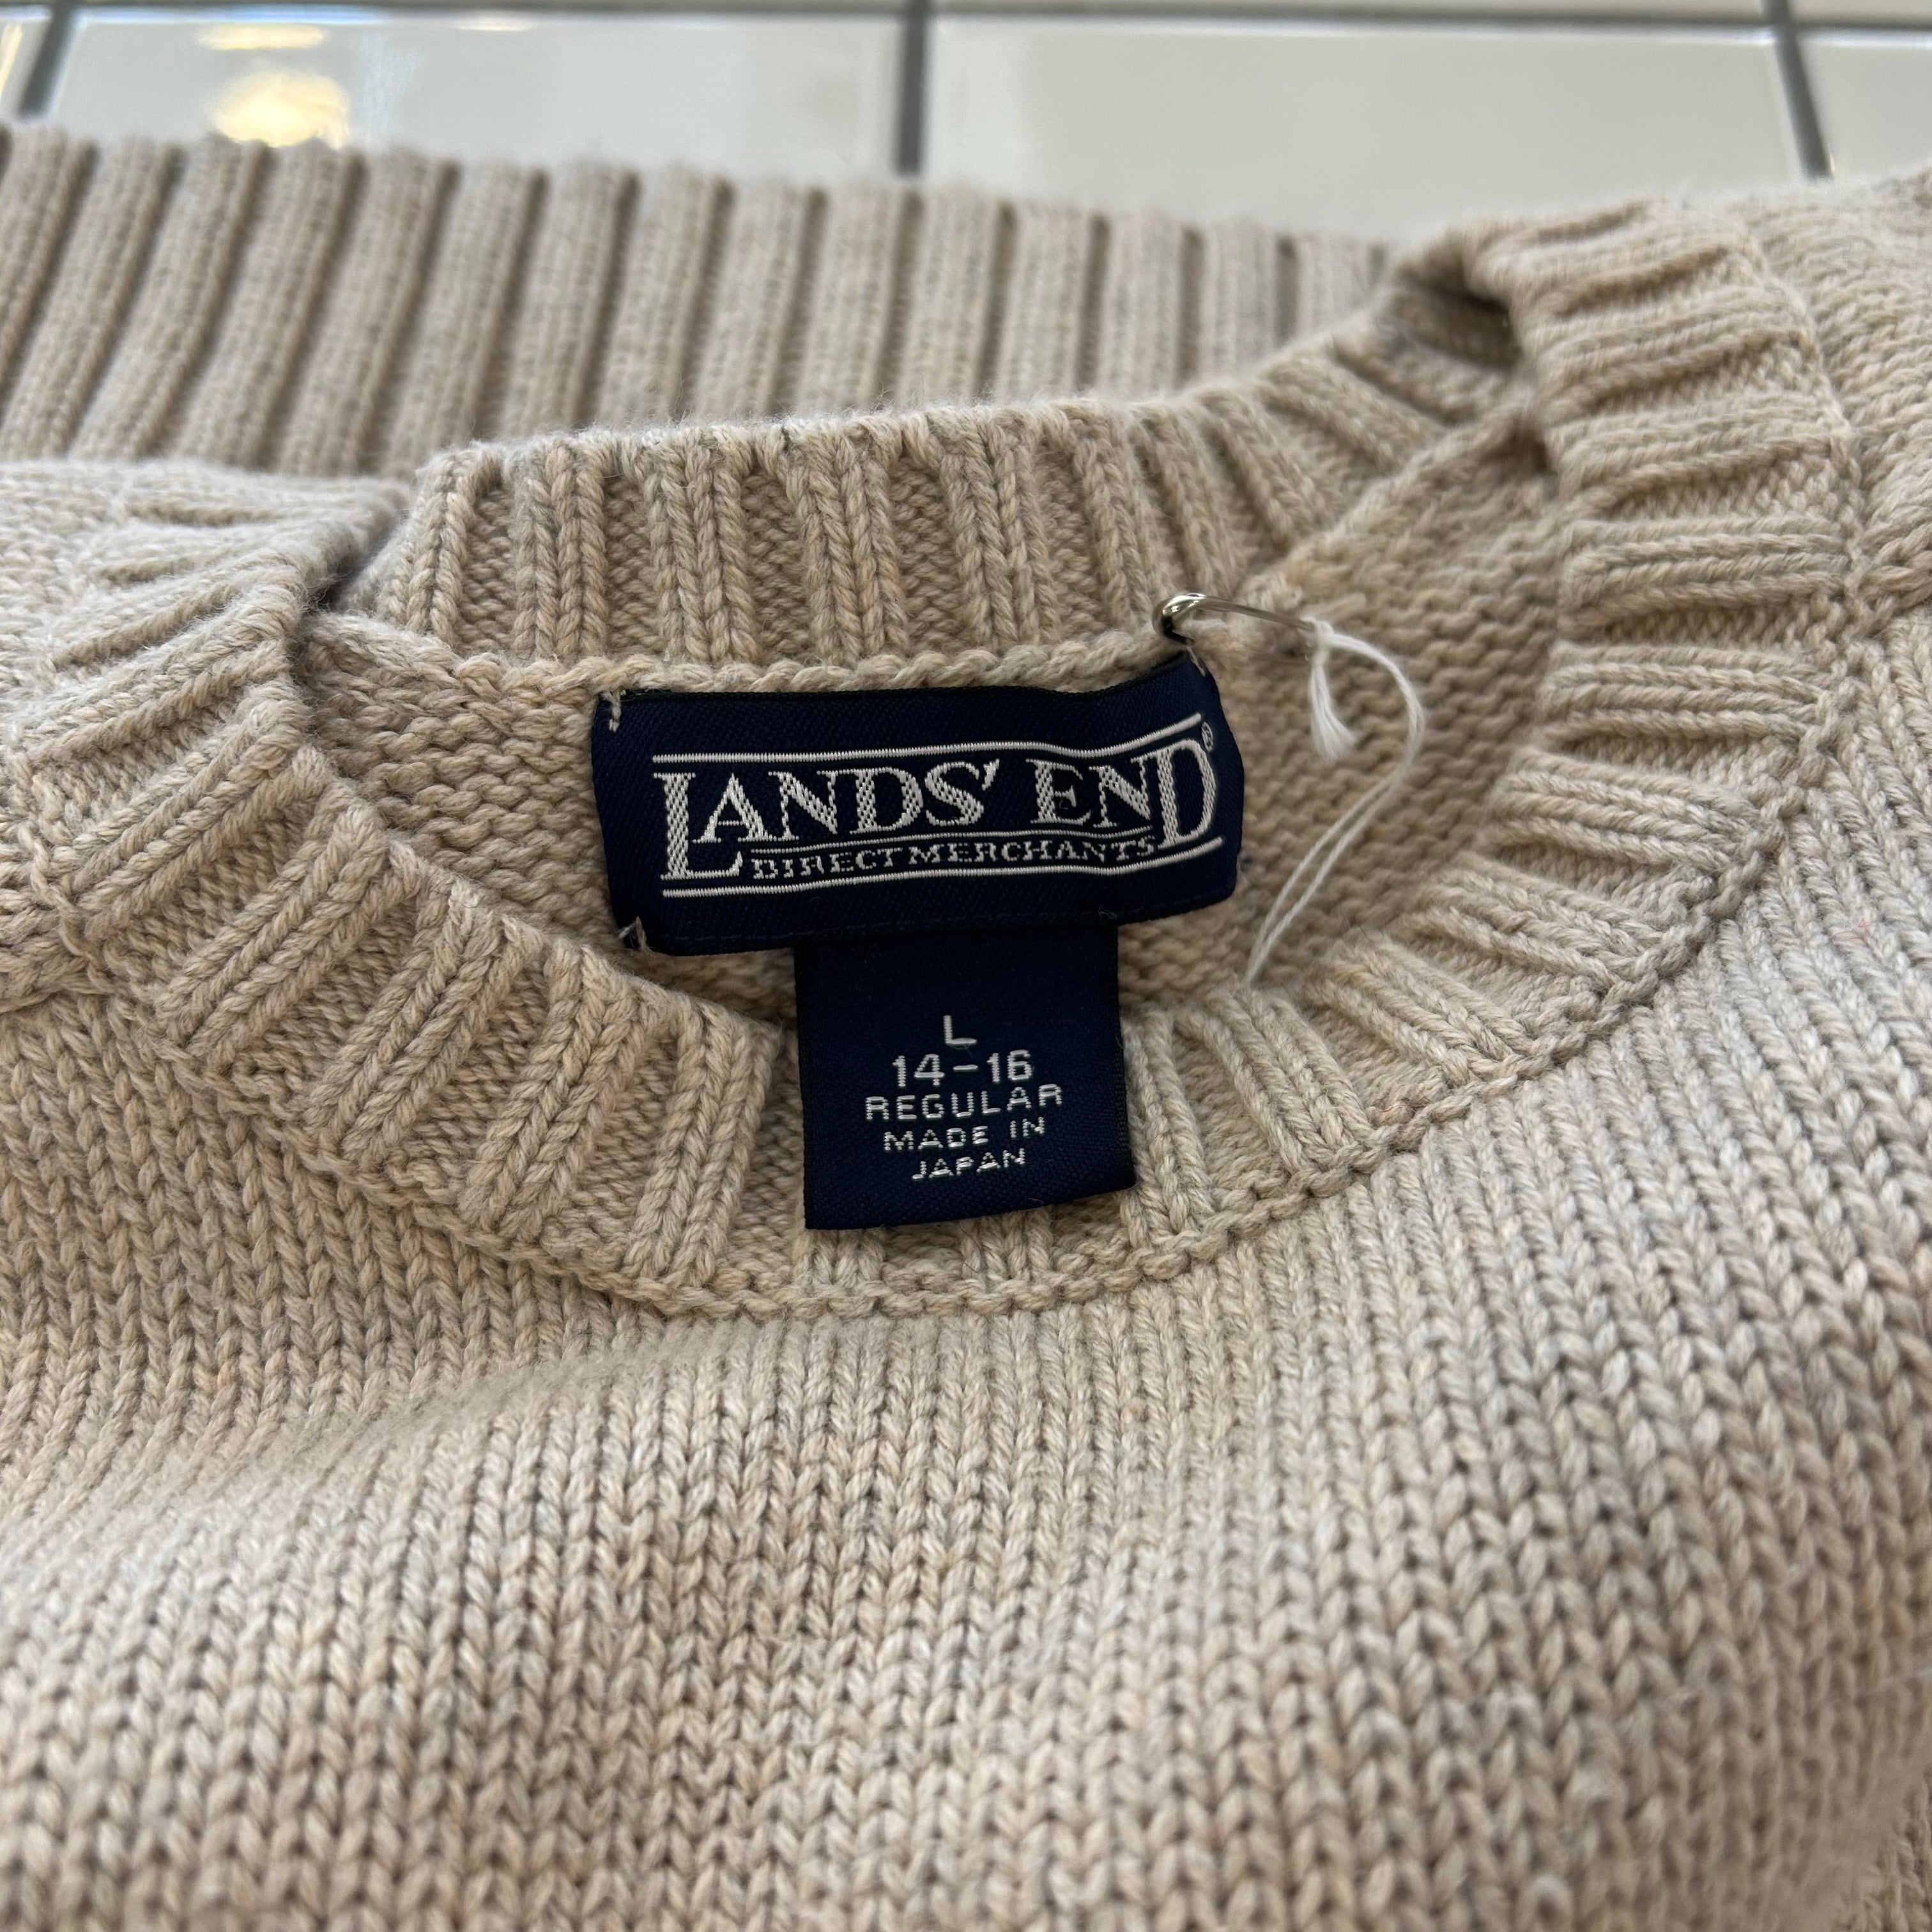 LANDS' END®
DIRECT MERCHANTS
L
14-16
REGULAR
MADE IN
JAPAN